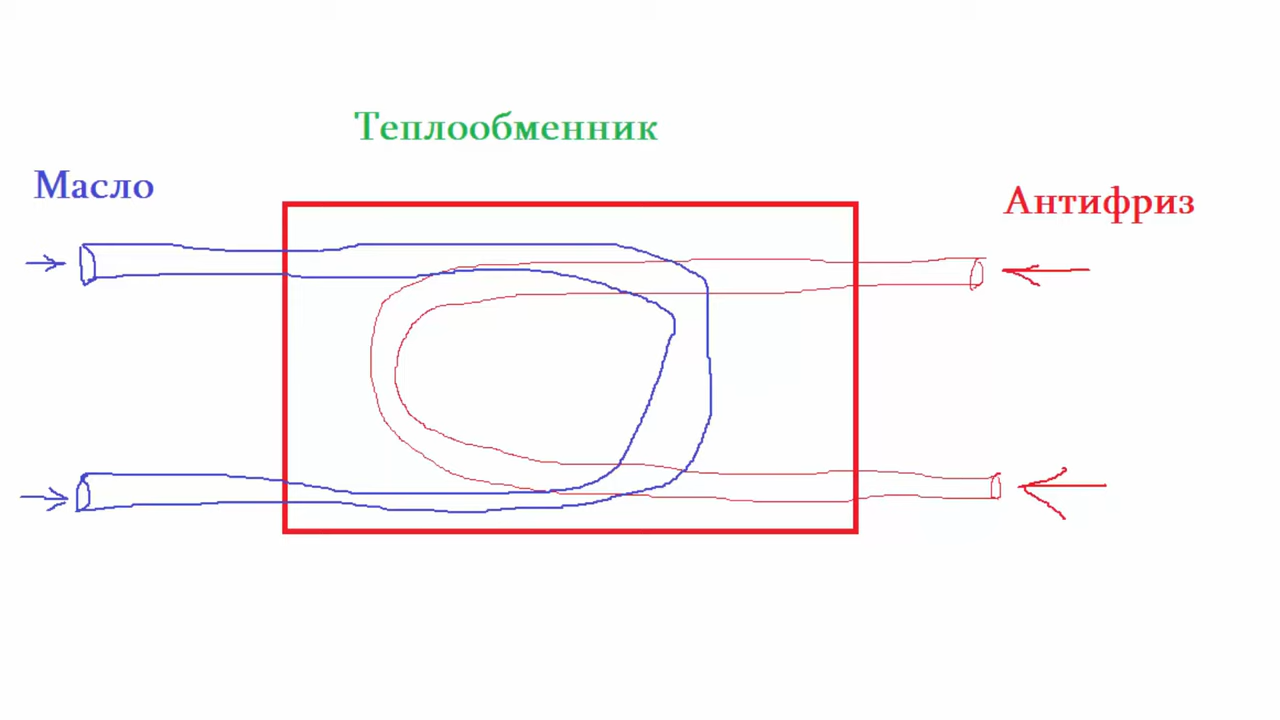 Теплообменник
Масло
Антифриз